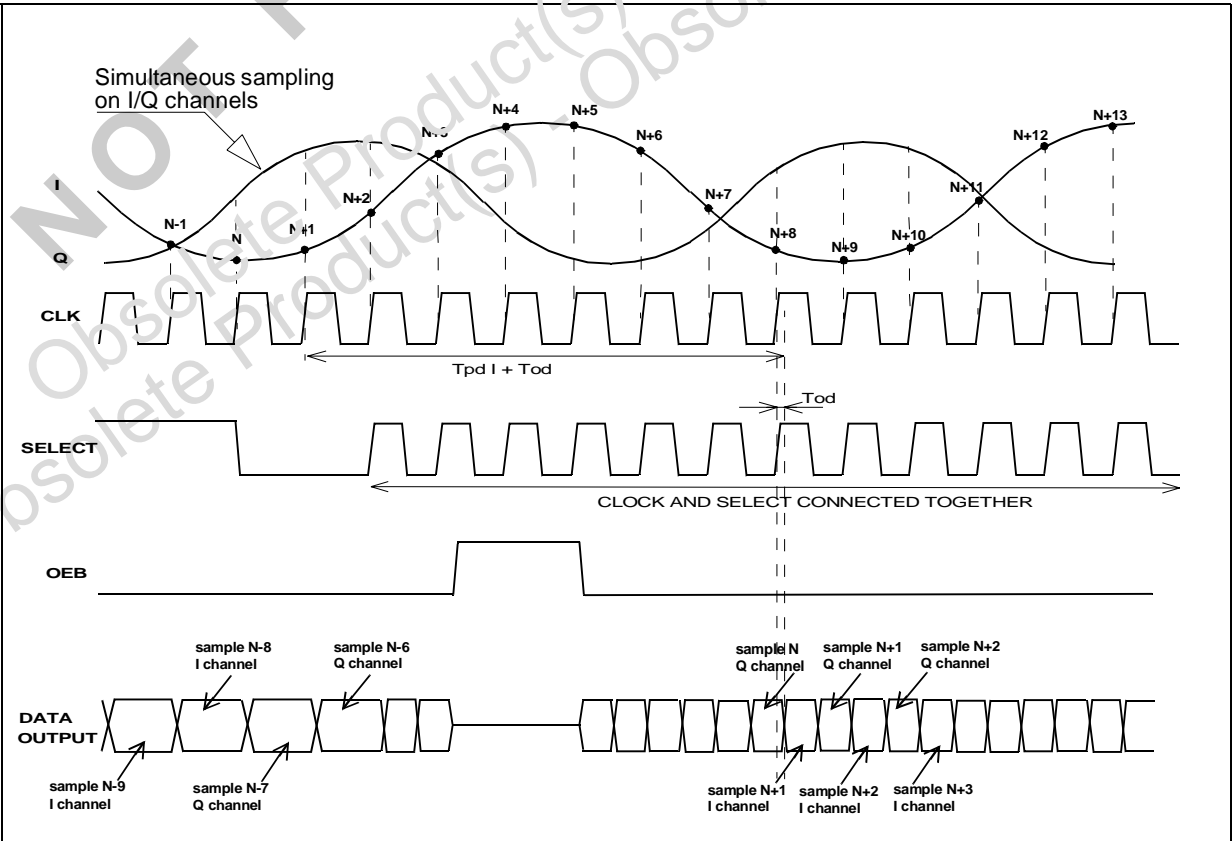 NOT
Obsolete Product(s) - Obsol
Obsolete Product(s)
Simultaneous sampling
on I/Q channels
I
Q
N-1
N
N+1
N+2
N+4
N+5
N+6
N+7
N+8
N+9
N+10
N+11
N+12
N+13
CLK
Tpd I + Tod
Tod
SELECT
CLOCK AND SELECT CONNECTED TOGETHER
OEB
sample N-8
I channel
sample N-6
Q channel
sample N
Q channel
sample N+1
Q channel
sample N+2
Q channel
DATA
OUTPUT
sample N-9
I channel
sample N-7
Q channel
sample N+1
I channel
sample N+2
I channel
sample N+3
I channel